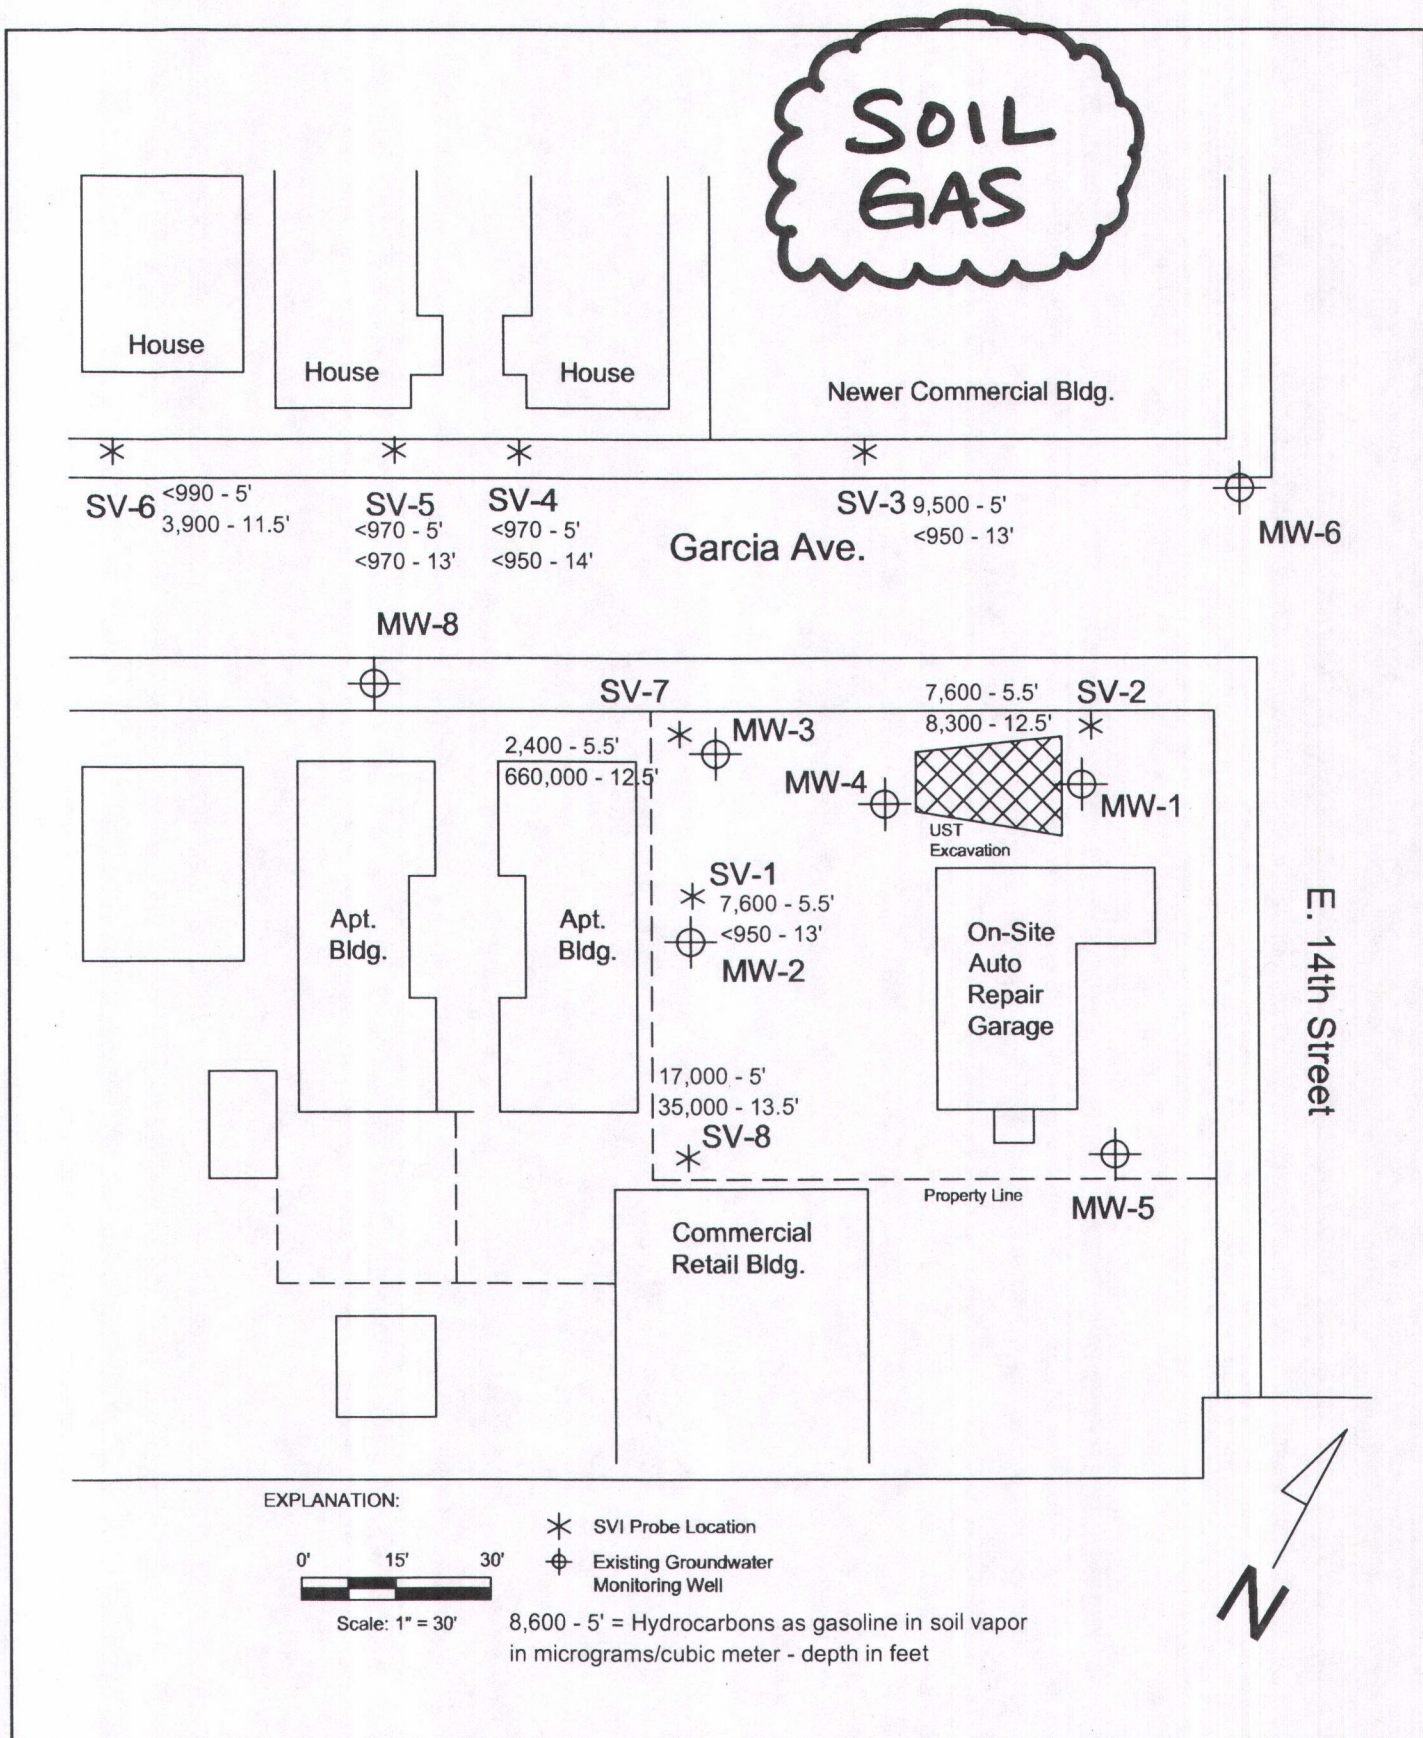 SOIL
GAS
House
House
House
Newer Commercial Bldg.
SV-6
<990 - 5'
3,900 - 11.5'
SV-5
<970 - 5'
<970 - 13'
SV-4
<970 - 5'
<950 - 14'
SV-3
9,500 - 5'
<950 - 13'
Garcia Ave.
MW-6
MW-8
SV-7
2,400 - 5.5'
660,000 - 12.5'
MW-3
7,600 - 5.5'
8,300 - 12.5'
SV-2
MW-4
MW-1
UST
Excavation
SV-1
7,600 - 5.5'
<950 - 13'
MW-2
Apt.
Bldg.
Apt.
Bldg.
On-Site
Auto
Repair
Garage
E. 14th Street
17,000 - 5'
35,000 - 13.5'
SV-8
Property Line
MW-5
Commercial
Retail Bldg.
EXPLANATION:
0' 15' 30'
Scale: 1" = 30'
SVI Probe Location
Existing Groundwater
Monitoring Well
8,600 - 5' = Hydrocarbons as gasoline in soil vapor
in micrograms/cubic meter - depth in feet
N